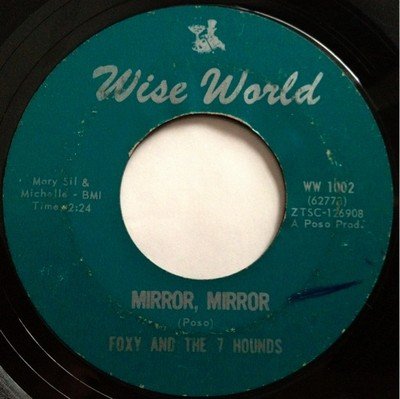 Wise World
Mary Sil &
Michelle - BMI
Time: 2:24
WW 1002
(62773)
ZTSC-126908
A Poso Prod.
MIRROR, MIRROR
(Poso)
FOXY AND THE 7 HOUNDS